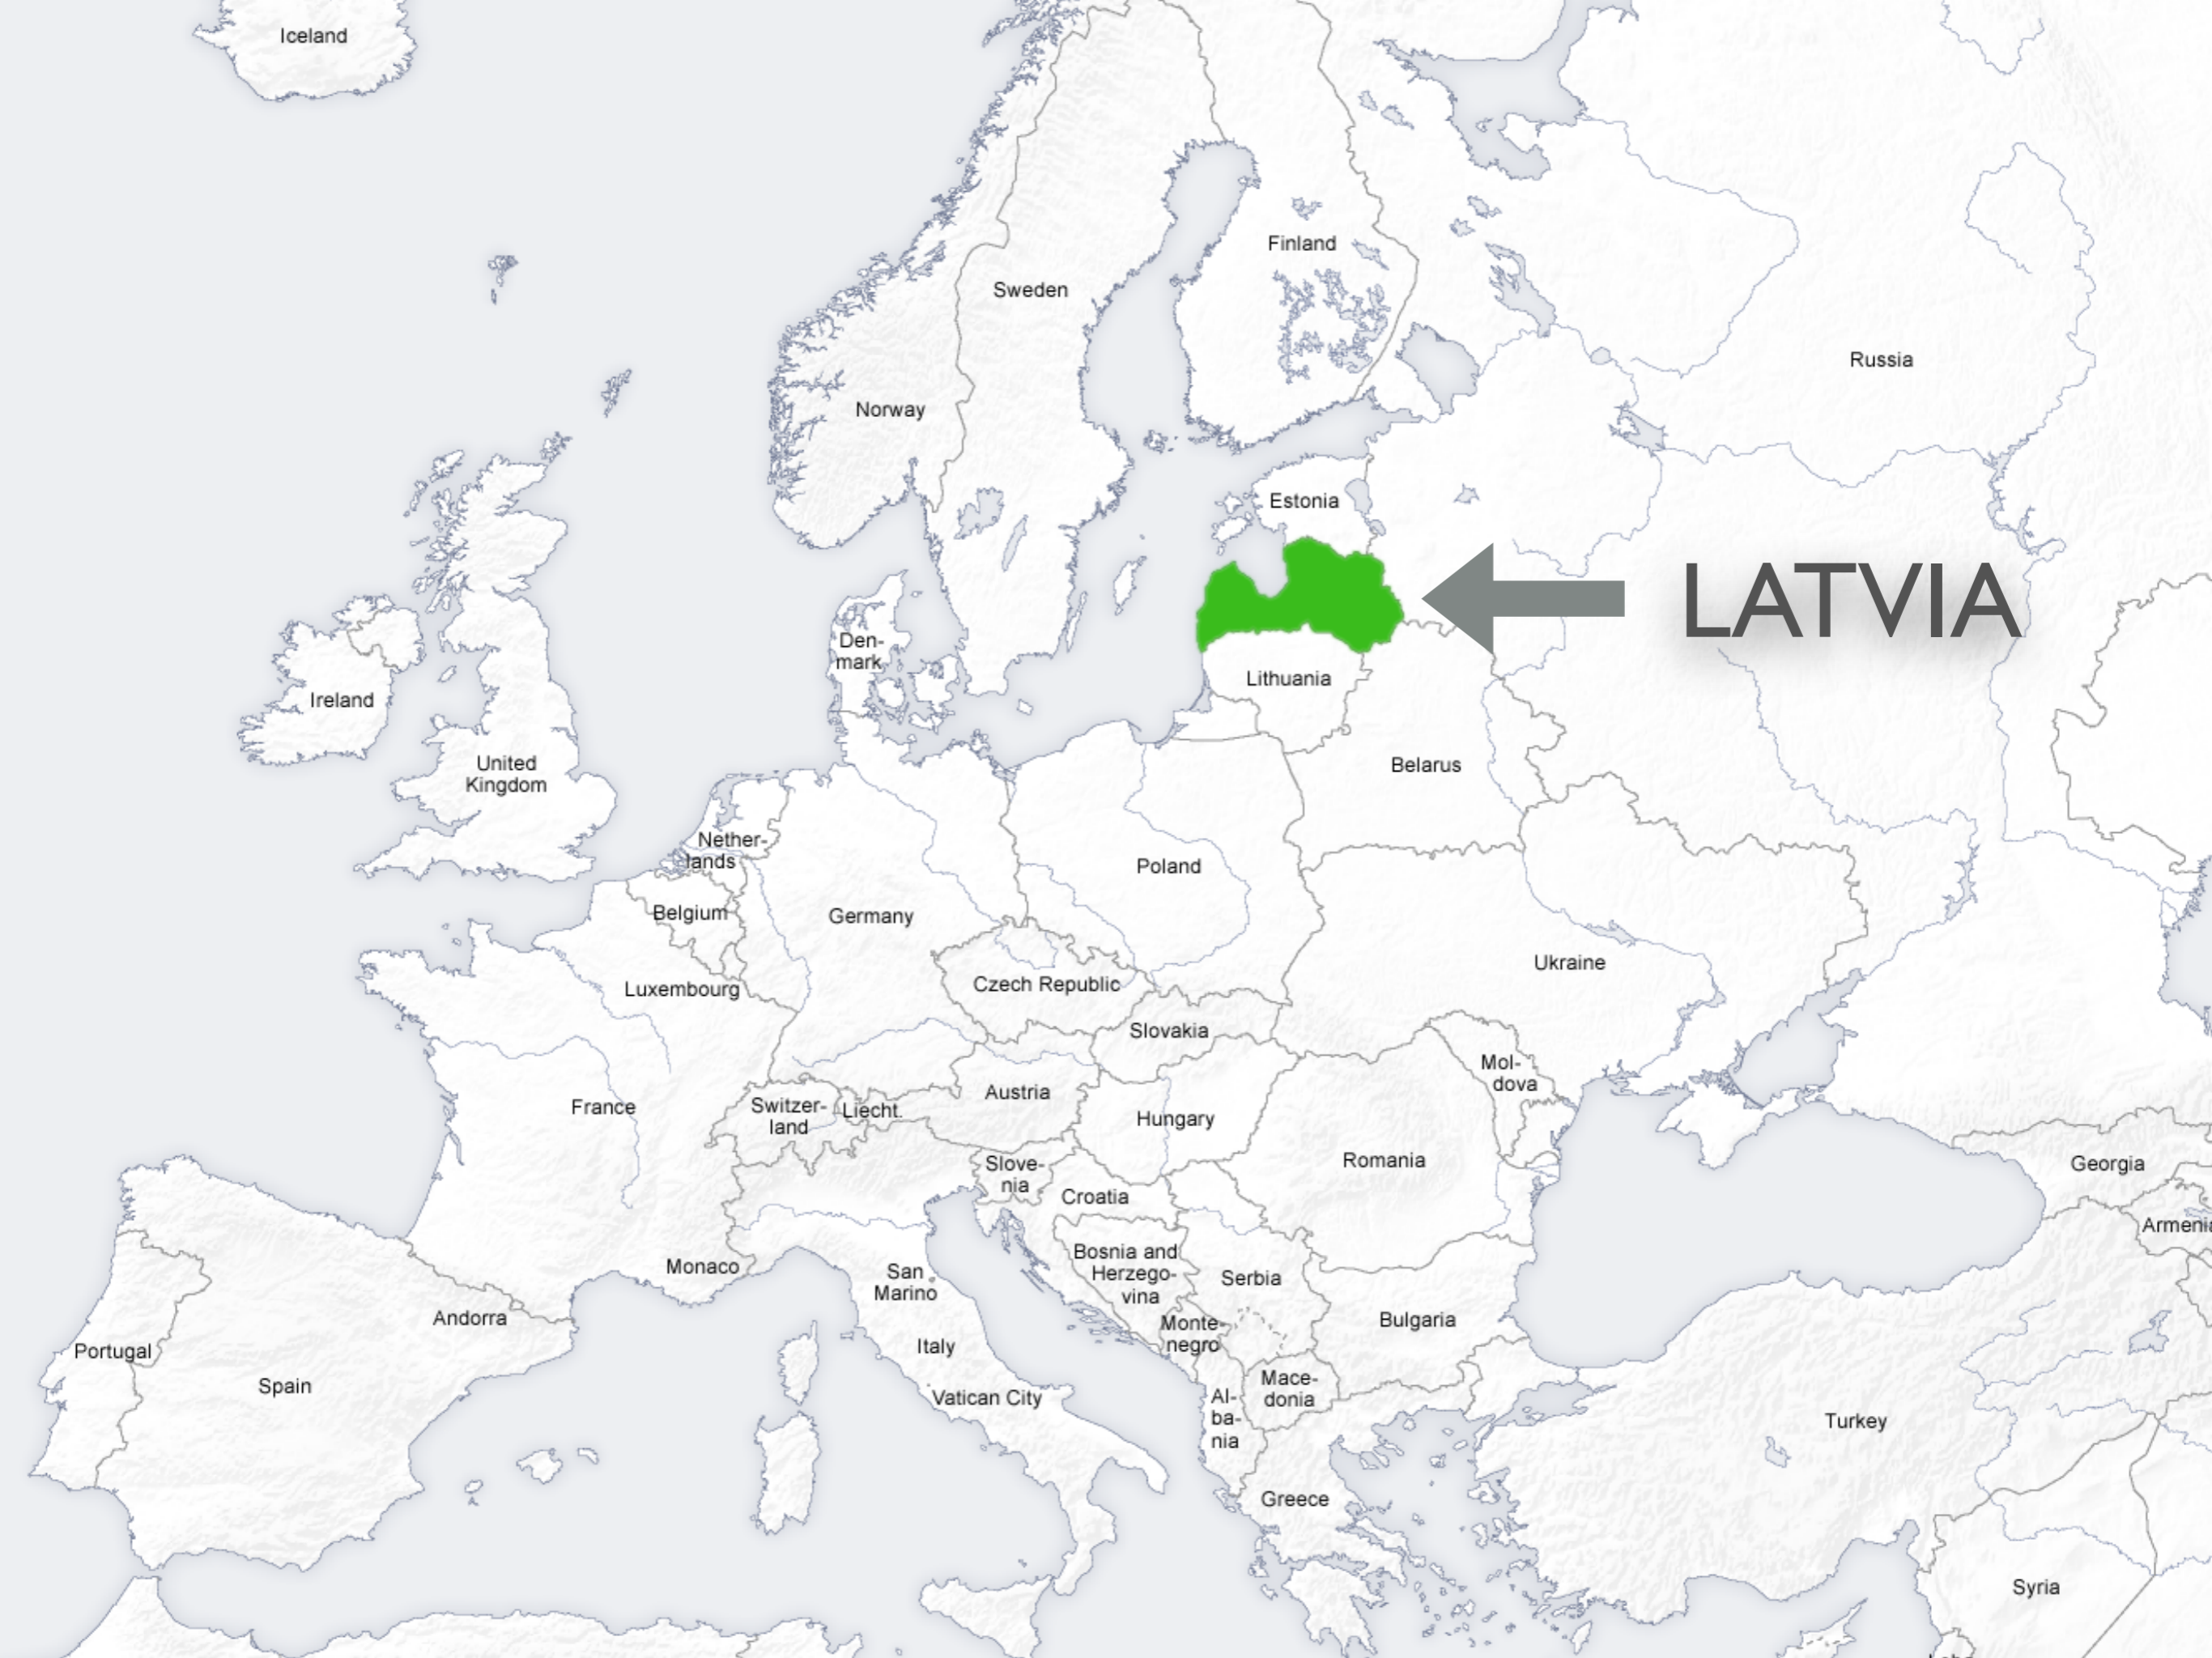 Iceland
Finland
Sweden
Russia
Norway
Estonia
LATVIA
Den-
mark
Lithuania
Ireland
United
Kingdom
Belarus
Nether-
lands
Poland
Belgium
Germany
Ukraine
Czech Republic
Luxembourg
Slovakia
Mol-
dova
Austria
France
Switzer-
land
Liecht.
Hungary
Romania
Georgia
Slove-
nia
Croatia
Armenia
Bosnia and
Herzego-
vina
Monaco
San
Marino
Serbia
Andorra
Bulgaria
Monte-
negro
Portugal
Italy
Spain
Vatican City
Mace-
donia
Al-
ba-
nia
Turkey
Greece
Syria